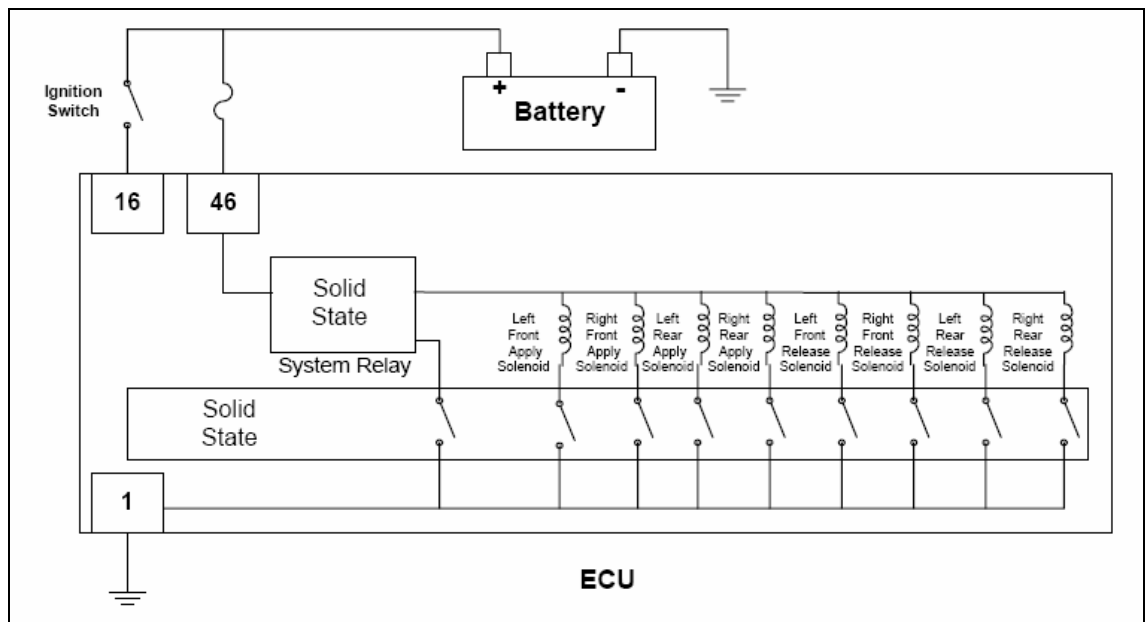 Ignition
Switch
+ -
Battery
16
46
Solid
State
System Relay
Left
Front
Apply
Solenoid
Right
Front
Apply
Solenoid
Left
Rear
Apply
Solenoid
Right
Rear
Apply
Solenoid
Left
Front
Release
Solenoid
Right
Front
Release
Solenoid
Left
Rear
Release
Solenoid
Right
Rear
Release
Solenoid
Solid
State
1
ECU